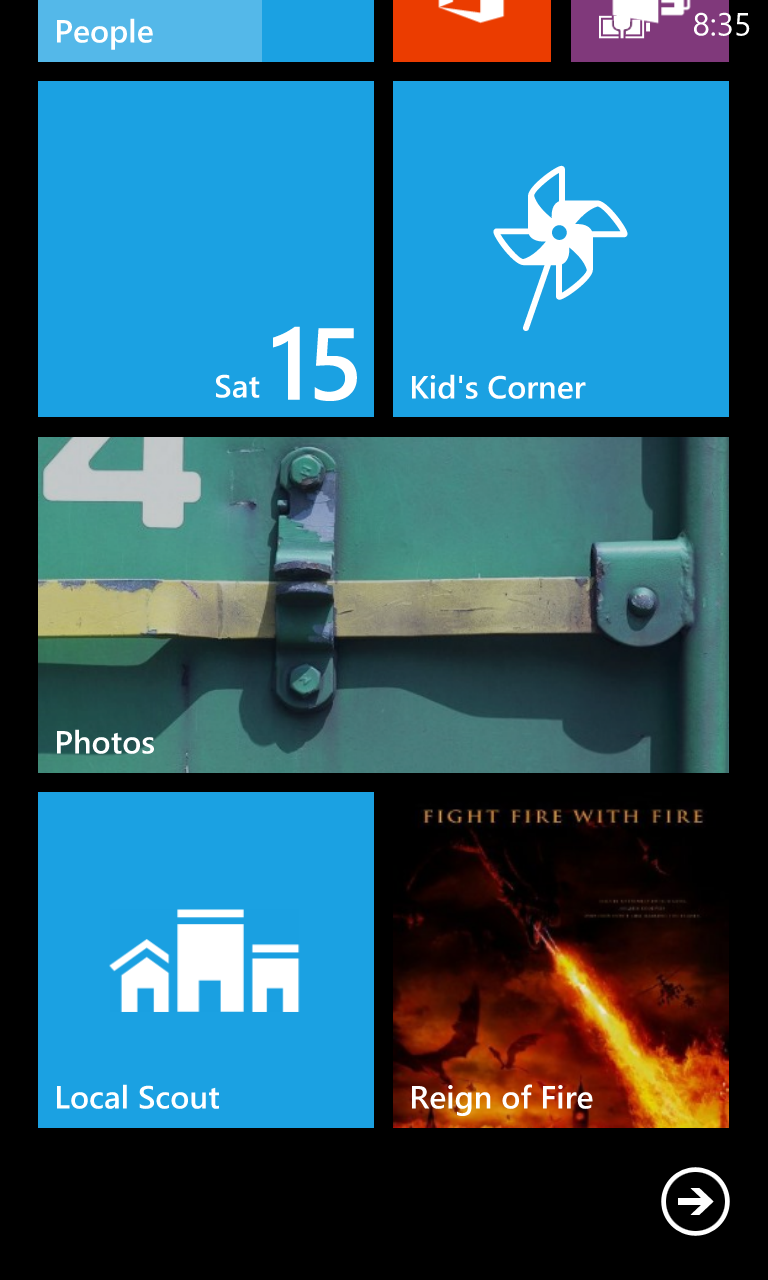 8:35
People
Sat 15
Kid's Corner
4
Photos
Local Scout
FIGHT FIRE WITH FIRE
Reign of Fire